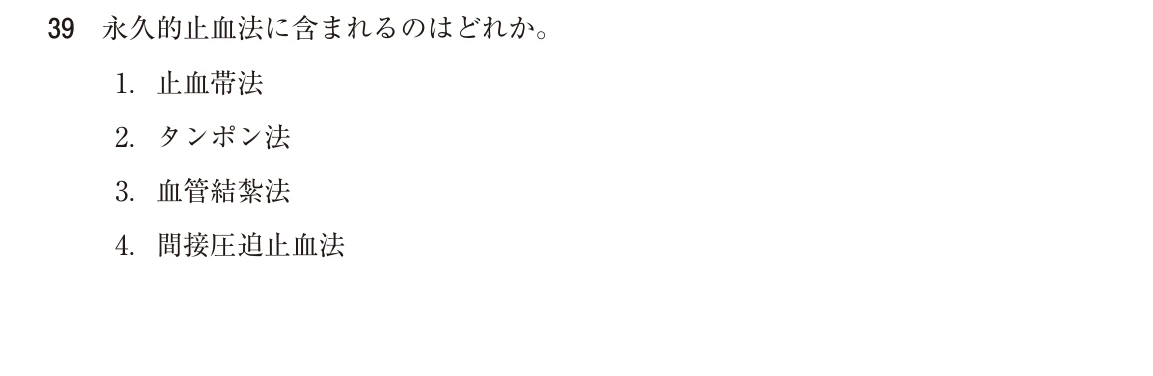 39 永久的止血法に含まれるのはどれか。
1. 止血帯法
2. タンポン法
3. 血管結紮法
4. 間接圧迫止血法